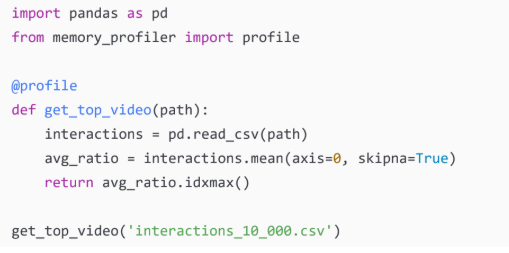 import pandas as pd
from memory_profiler import profile
@profile
def get_top_video(path):
    interactions = pd.read_csv(path)
    avg_ratio = interactions.mean(axis=0, skipna=True)
    return avg_ratio.idxmax()
get_top_video('interactions_10_000.csv')